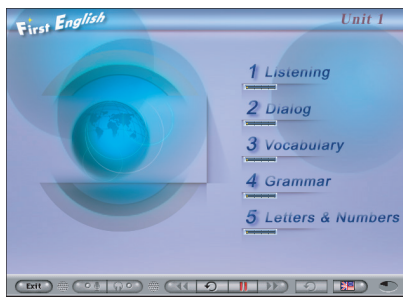 First English
Unit 1
1 Listening
2 Dialog
3 Vocabulary
4 Grammar
5 Letters & Numbers
Exit